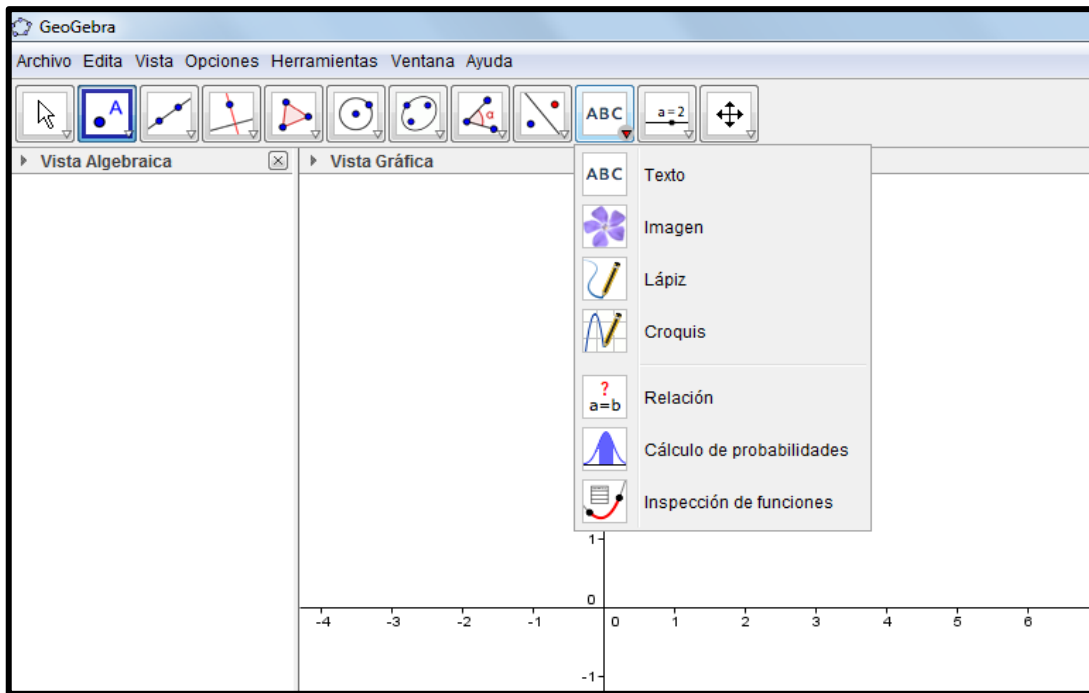 GeoGebra
Archivo Edita Vista Opciones Herramientas Ventana Ayuda
A α ABC a=2
Vista Algebraica Vista Gráfica
ABC Texto
Imagen
Lápiz
Croquis
? a=b Relación
Cálculo de probabilidades
Inspección de funciones
1
0
-4 -3 -2 -1 0 1 2 3 4 5 6
-1